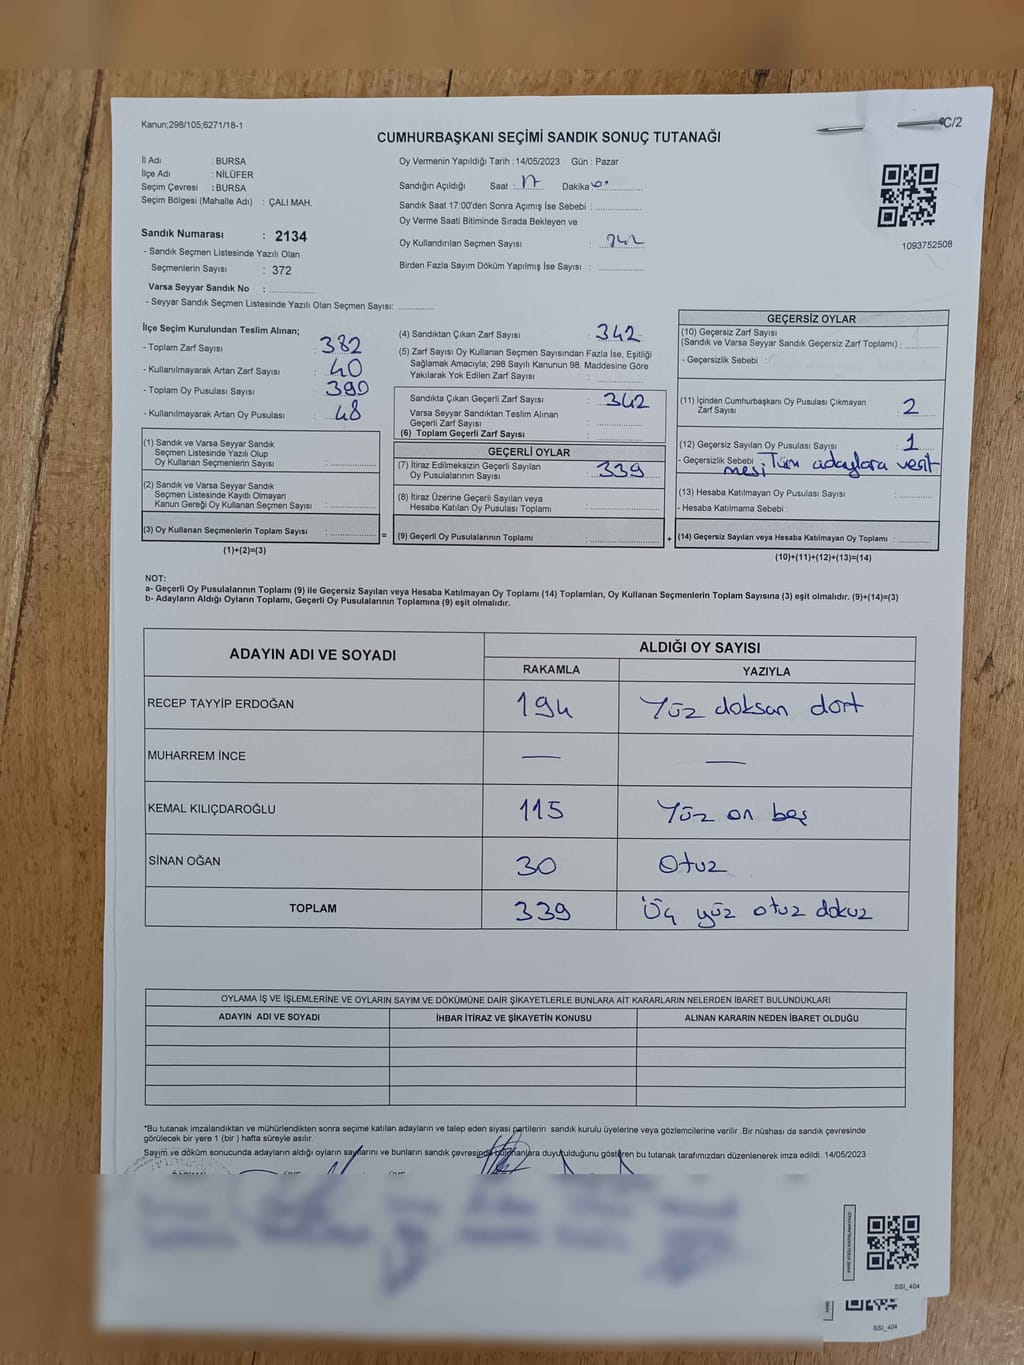 Kanun;298/105;6271/18-1
C/2
CUMHURBAŞKANI SEÇİMİ SANDIK SONUÇ TUTANAĞI
İl Adı : BURSA
İlçe Adı : NİLÜFER
Seçim Çevresi : BURSA
Seçim Bölgesi (Mahalle Adı) : ÇALI MAH.
Sandık Numarası : 2134
- Sandık Seçmen Listesinde Yazılı Olan
Seçmenlerin Sayısı : 372
Varsa Seyyar Sandık No :
- Seyyar Sandık Seçmen Listesinde Yazılı Olan Seçmen Sayısı:
Oy Vermenin Yapıldığı Tarih : 14/05/2023 Gün : Pazar
Sandığın Açıldığı Saat : 17 Dakika
Sandık Saat 17:00'den Sonra Açımış İse Sebebi :
Oy Verme Saati Bitiminde Sırada Bekleyen ve
Oy Kullandırılan Seçmen Sayısı :
Birden Fazla Sayım Döküm Yapılmış İse Sayısı :
1093752508
İlçe Seçim Kurulundan Teslim Alınan;
- Toplam Zarf Sayısı : 382
- Kullanılmayarak Artan Zarf Sayısı : 40
- Toplam Oy Pusulası Sayısı : 390
- Kullanılmayarak Artan Oy Pusulası : 48
(1) Sandık ve Varsa Seyyar Sandık
Seçmen Listesinde Yazılı Olup
Oy Kullanan Seçmenlerin Sayısı :
(2) Sandık ve Varsa Seyyar Sandık
Seçmen Listesinde Kayıtlı Olmayan
Kanun Gereği Oy Kullanan Seçmen Sayısı :
(3) Oy Kullanan Seçmenlerin Toplam Sayısı :
(1)+(2)=(3)
(4) Sandıktan Çıkan Zarf Sayısı : 342
(5) Zarf Sayısı Oy Kullanan Seçmen Sayısından Fazla İse, Eşitliği
Sağlamak Amacıyla; 298 Sayılı Kanunun 98. Maddesine Göre
Yakılarak Yok Edilen Zarf Sayısı :
Sandıkta Çıkan Geçerli Zarf Sayısı : 342
Varsa Seyyar Sandıktan Teslim Alınan
Geçerli Zarf Sayısı :
(6) Toplam Geçerli Zarf Sayısı :
GEÇERLİ OYLAR
(7) İtiraz Edilmeksizin Geçerli Sayılan
Oy Pusulalarının Sayısı : 339
(8) İtiraz Üzerine Geçerli Sayılan veya
Hesaba Katılan Oy Pusulası Toplamı :
= (9) Geçerli Oy Pusulalarının Toplamı :
GEÇERSİZ OYLAR
(10) Geçersiz Zarf Sayısı
(Sandık ve Varsa Seyyar Sandık Geçersiz Zarf Toplamı) :
- Geçersizlik Sebebi :
(11) İçinden Cumhurbaşkanı Oy Pusulası Çıkmayan
Zarf Sayısı : 2
(12) Geçersiz Sayılan Oy Pusulası Sayısı : 1
- Geçersizlik Sebebi Tüm adaylara veril
mesi
(13) Hesaba Katılmayan Oy Pusulası Sayısı :
- Hesaba Katılmama Sebebi :
+ (14) Geçersiz Sayılan veya Hesaba Katılmayan Oy Toplamı :
(10)+(11)+(12)+(13)=(14)
NOT:
a- Geçerli Oy Pusulalarının Toplamı (9) ile Geçersiz Sayılan veya Hesaba Katılmayan Oy Toplamı (14) Toplamları, Oy Kullanan Seçmenlerin Toplam Sayısına (3) eşit olmalıdır. (9)+(14)=(3)
b- Adayların Aldığı Oyların Toplamı, Geçerli Oy Pusulalarının Toplamına (9) eşit olmalıdır.
ADAYIN ADI VE SOYADI
ALDIĞI OY SAYISI
RAKAMLA YAZIYLA
RECEP TAYYİP ERDOĞAN 194 Yüz doksan dört
MUHARREM İNCE — —
KEMAL KILIÇDAROĞLU 115 Yüz on beş
SİNAN OĞAN 30 Otuz
TOPLAM 339 Üç yüz otuz dokuz
OYLAMA İŞ VE İŞLEMLERİNE VE OYLARIN SAYIM VE DÖKÜMÜNE DAİR ŞİKAYETLERLE BUNLARA AİT KARARLARIN NELERDEN İBARET BULUNDUKLARI
ADAYIN ADI VE SOYADI İHBAR İTİRAZ VE ŞİKAYETİN KONUSU ALINAN KARARIN NEDEN İBARET OLDUĞU
*Bu tutanak imzalandıktan ve mühürlendikten sonra seçime katılan adayların ve talep eden siyasi partilerin sandık kurulu üyelerine veya gözlemcilerine verilir .Bir nüshası da sandık çevresinde
görülecek bir yere 1 (bir ) hafta süreyle asılır.
Sayım ve döküm sonucunda adayların aldığı oyların sayılarını ve bunların sandık çevresinde bulunanlara duyurulduğunu gösteren bu tutanak tarafımızdan düzenlenerek imza edildi. 14/05/2023
SSI_404
SSI_404